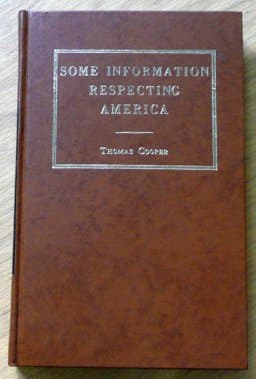 SOME INFORMATION
RESPECTING
AMERICA
THOMAS COOPER